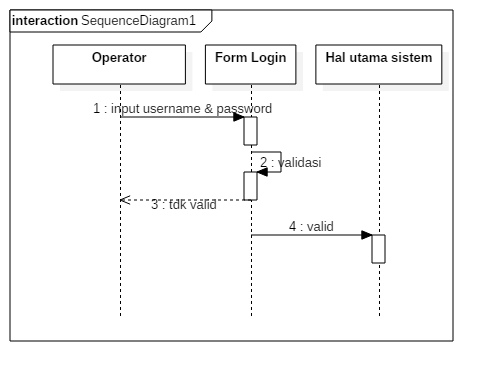 interaction SequenceDiagram1
Operator
Form Login
Hal utama sistem
1 : input username & password
2 : validasi
3 : tdk valid
4 : valid